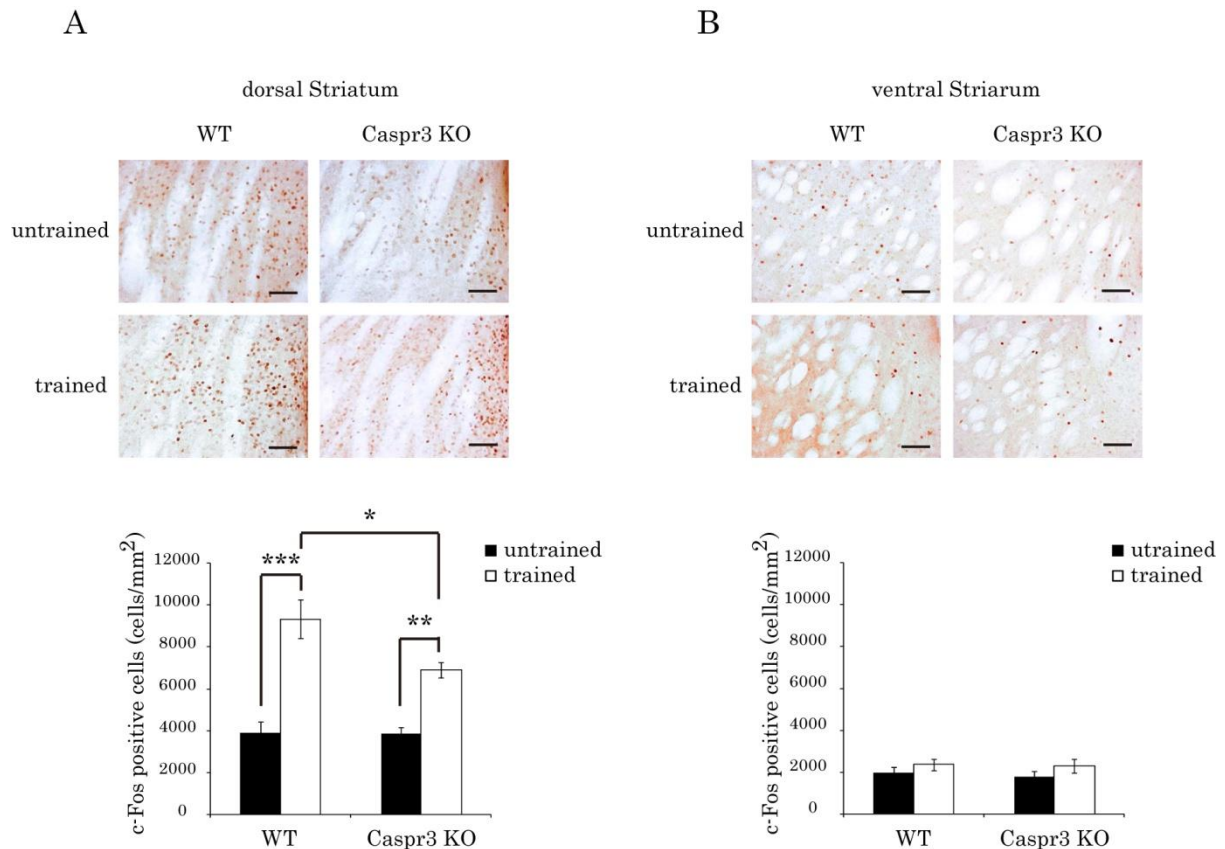 A
dorsal Striatum
WT Caspr3 KO
untrained
trained
c-Fos positive cells (cells/mm²)
12000
10000
8000
6000
4000
2000
0
***
*
**
untrained
trained
WT Caspr3 KO
B
ventral Striarum
WT Caspr3 KO
untrained
trained
c-Fos positive cells (cells/mm²)
12000
10000
8000
6000
4000
2000
0
utrained
trained
WT Caspr3 KO